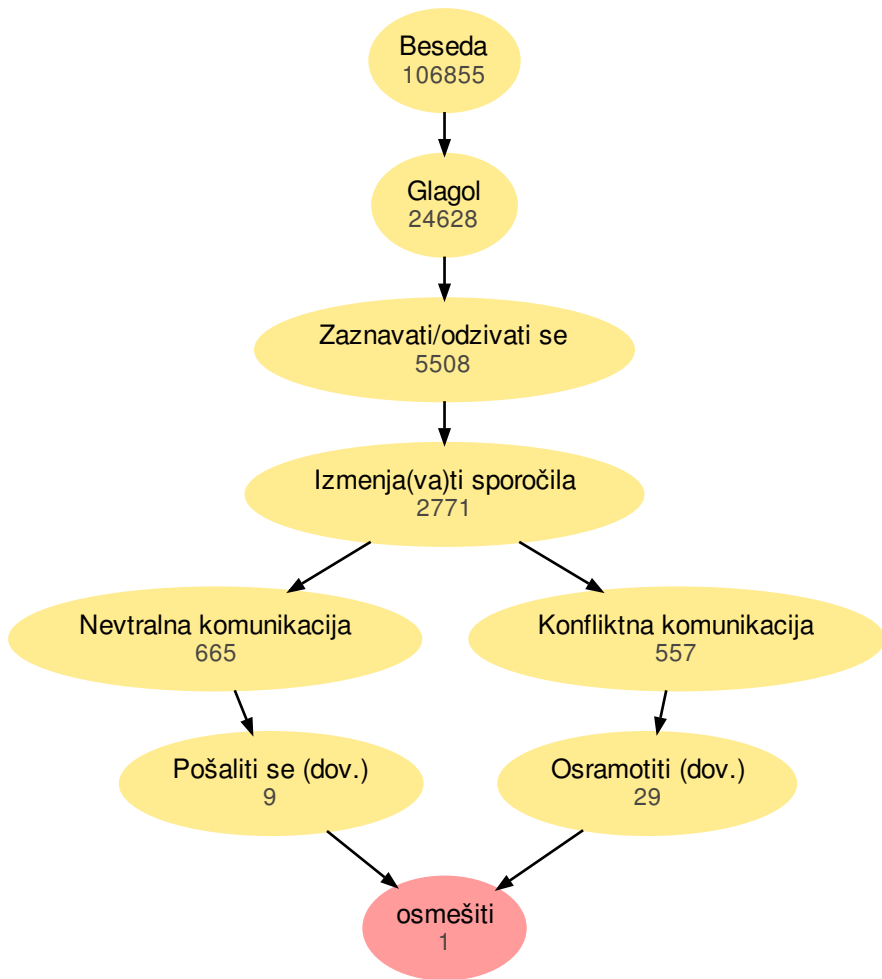 Beseda
106855
Glagol
24628
Zaznavati/odzivati se
5508
Izmenja(va)ti sporočila
2771
Nevtralna komunikacija
665
Konfliktna komunikacija
557
Pošaliti se (dov.)
9
Osramotiti (dov.)
29
osmešiti
1